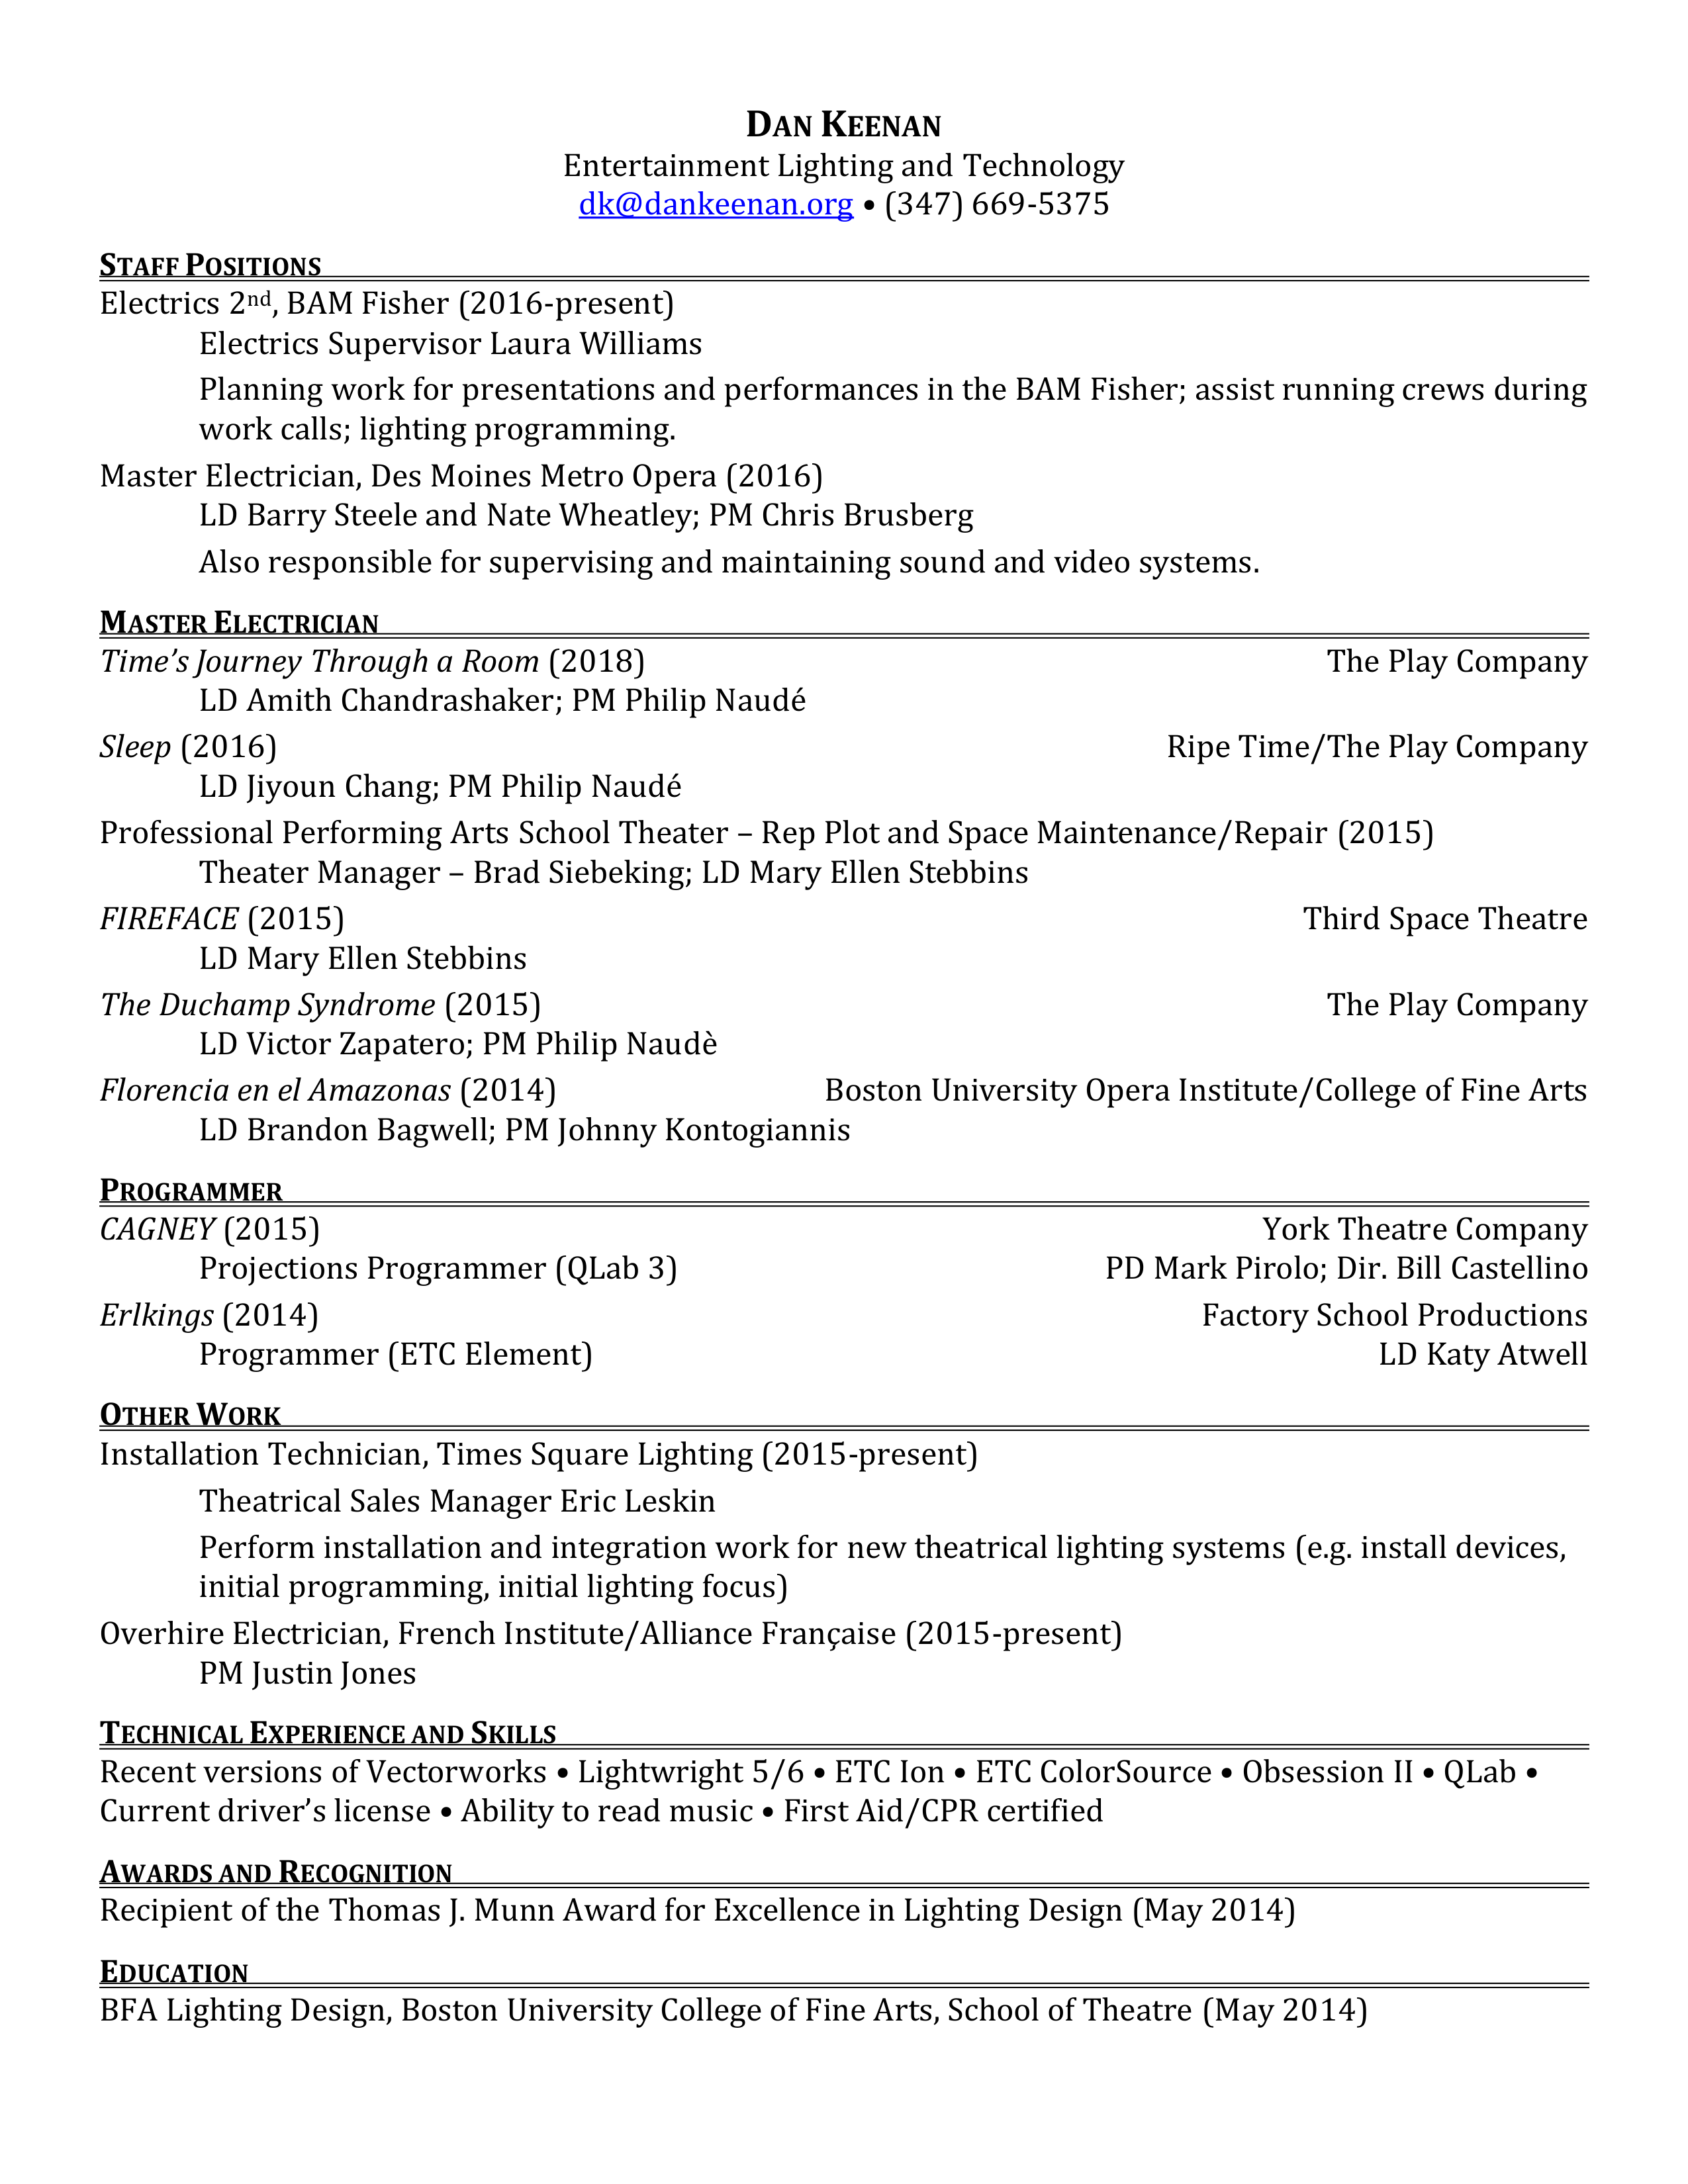 DAN KEENAN
Entertainment Lighting and Technology
dk@dankeenan.org • (347) 669-5375
STAFF POSITIONS
Electrics 2nd, BAM Fisher (2016-present)
Electrics Supervisor Laura Williams
Planning work for presentations and performances in the BAM Fisher; assist running crews during
work calls; lighting programming.
Master Electrician, Des Moines Metro Opera (2016)
LD Barry Steele and Nate Wheatley; PM Chris Brusberg
Also responsible for supervising and maintaining sound and video systems.
MASTER ELECTRICIAN
Time’s Journey Through a Room (2018) The Play Company
LD Amith Chandrashaker; PM Philip Naudé
Sleep (2016) Ripe Time/The Play Company
LD Jiyoun Chang; PM Philip Naudé
Professional Performing Arts School Theater – Rep Plot and Space Maintenance/Repair (2015)
Theater Manager – Brad Siebeking; LD Mary Ellen Stebbins
FIREFACE (2015) Third Space Theatre
LD Mary Ellen Stebbins
The Duchamp Syndrome (2015) The Play Company
LD Victor Zapatero; PM Philip Naudè
Florencia en el Amazonas (2014) Boston University Opera Institute/College of Fine Arts
LD Brandon Bagwell; PM Johnny Kontogiannis
PROGRAMMER
CAGNEY (2015) York Theatre Company
Projections Programmer (QLab 3) PD Mark Pirolo; Dir. Bill Castellino
Erlkings (2014) Factory School Productions
Programmer (ETC Element) LD Katy Atwell
OTHER WORK
Installation Technician, Times Square Lighting (2015-present)
Theatrical Sales Manager Eric Leskin
Perform installation and integration work for new theatrical lighting systems (e.g. install devices,
initial programming, initial lighting focus)
Overhire Electrician, French Institute/Alliance Française (2015-present)
PM Justin Jones
TECHNICAL EXPERIENCE AND SKILLS
Recent versions of Vectorworks • Lightwright 5/6 • ETC Ion • ETC ColorSource • Obsession II • QLab •
Current driver’s license • Ability to read music • First Aid/CPR certified
AWARDS AND RECOGNITION
Recipient of the Thomas J. Munn Award for Excellence in Lighting Design (May 2014)
EDUCATION
BFA Lighting Design, Boston University College of Fine Arts, School of Theatre (May 2014)